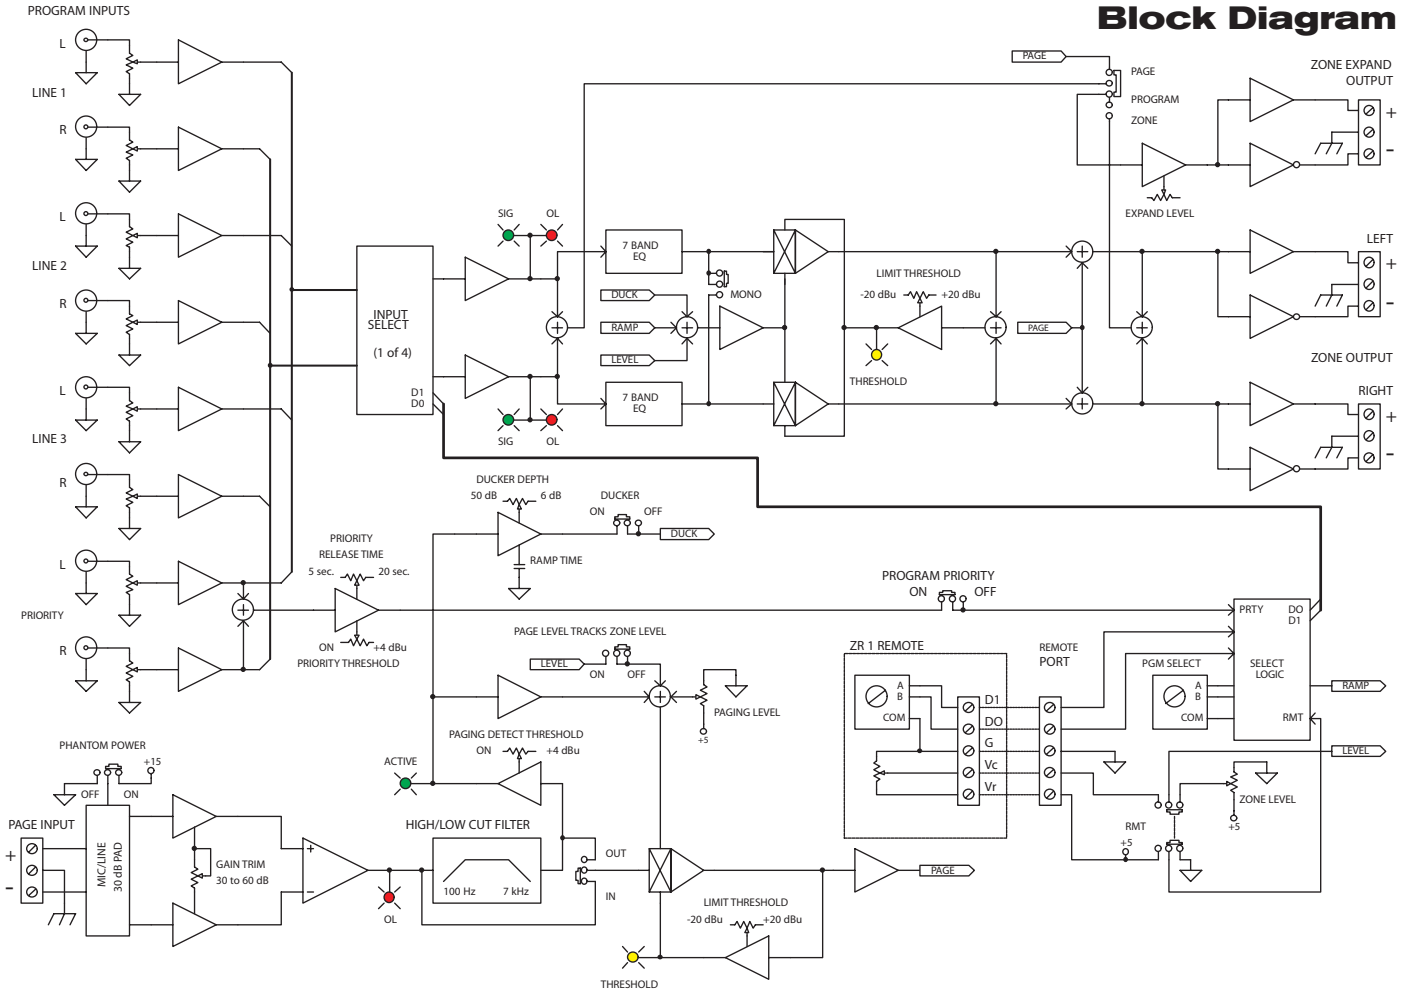 Block Diagram
PROGRAM INPUTS
L
LINE 1
R
L
LINE 2
R
L
LINE 3
R
L
PRIORITY
R
INPUT
SELECT
(1 of 4)
D1
D0
SIG
OL
SIG
OL
7 BAND
EQ
7 BAND
EQ
DUCK
RAMP
LEVEL
MONO
LIMIT THRESHOLD
-20 dBu
+20 dBu
THRESHOLD
PAGE
PAGE
PAGE
PROGRAM
ZONE
EXPAND LEVEL
ZONE EXPAND
OUTPUT
+
-
LEFT
+
-
ZONE OUTPUT
RIGHT
+
-
DUCKER DEPTH
50 dB
6 dB
DUCKER
ON
OFF
DUCK
RAMP TIME
PRIORITY
RELEASE TIME
5 sec.
20 sec.
ON
+4 dBu
PRIORITY THRESHOLD
PROGRAM PRIORITY
ON
OFF
PAGE LEVEL TRACKS ZONE LEVEL
LEVEL
ON
OFF
PAGING LEVEL
+5
PAGING DETECT THRESHOLD
ON
+4 dBu
ACTIVE
ZR 1 REMOTE
A
B
COM
D1
DO
G
Vc
Vr
REMOTE
PORT
PGM SELECT
A
B
COM
PRTY
DO
D1
SELECT
LOGIC
RMT
RAMP
LEVEL
ZONE LEVEL
+5
RMT
+5
PHANTOM POWER
+15
OFF
ON
PAGE INPUT
+
-
MIC/LINE
30 dB PAD
GAIN TRIM
30 to 60 dB
+
-
OL
HIGH/LOW CUT FILTER
100 Hz
7 kHz
OUT
IN
LIMIT THRESHOLD
-20 dBu
+20 dBu
THRESHOLD
PAGE